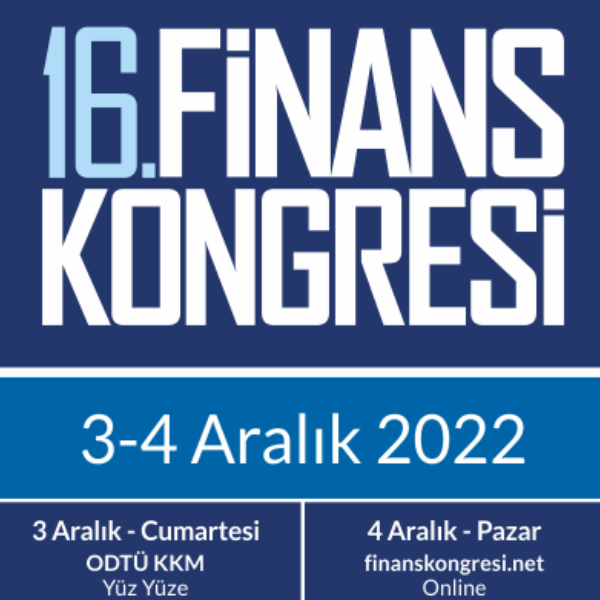 16.FİNANS
KONGRESİ
3-4 Aralık 2022
3 Aralık - Cumartesi
ODTÜ KKM
Yüz Yüze
4 Aralık - Pazar
finanskongresi.net
Online